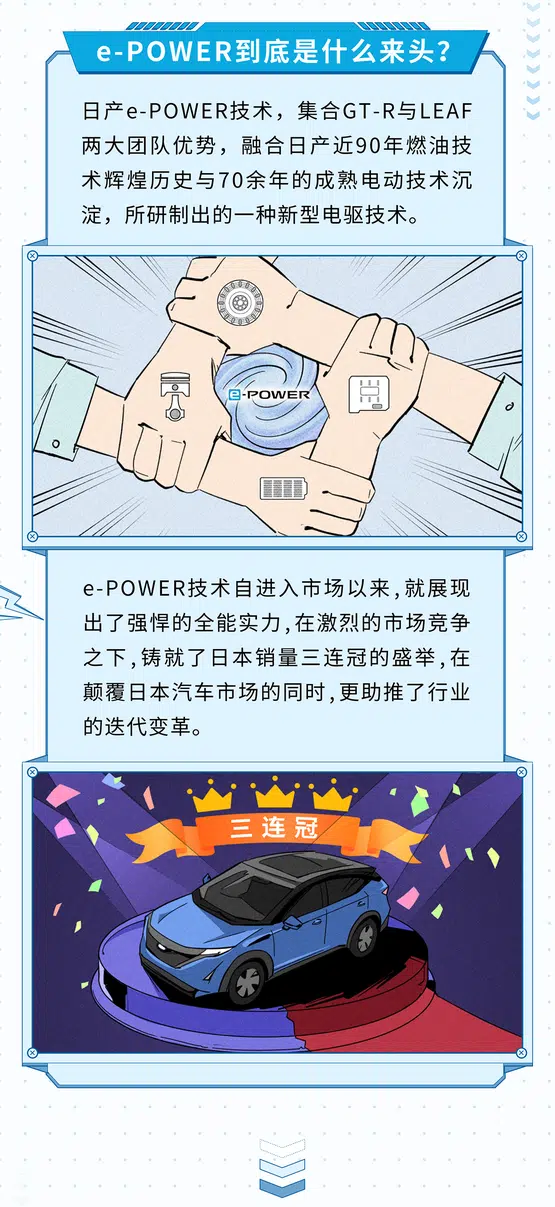 e-POWER到底是什么来头？
日产e-POWER技术，集合GT-R与LEAF
两大团队优势，融合日产近90年燃油技
术辉煌历史与70余年的成熟电动技术沉
淀，所研制出的一种新型电驱技术。
e-POWER
e-POWER技术自进入市场以来,就展现
出了强悍的全能实力,在激烈的市场竞争
之下,铸就了日本销量三连冠的盛举,在
颠覆日本汽车市场的同时,更助推了行业
的迭代变革。
三连冠